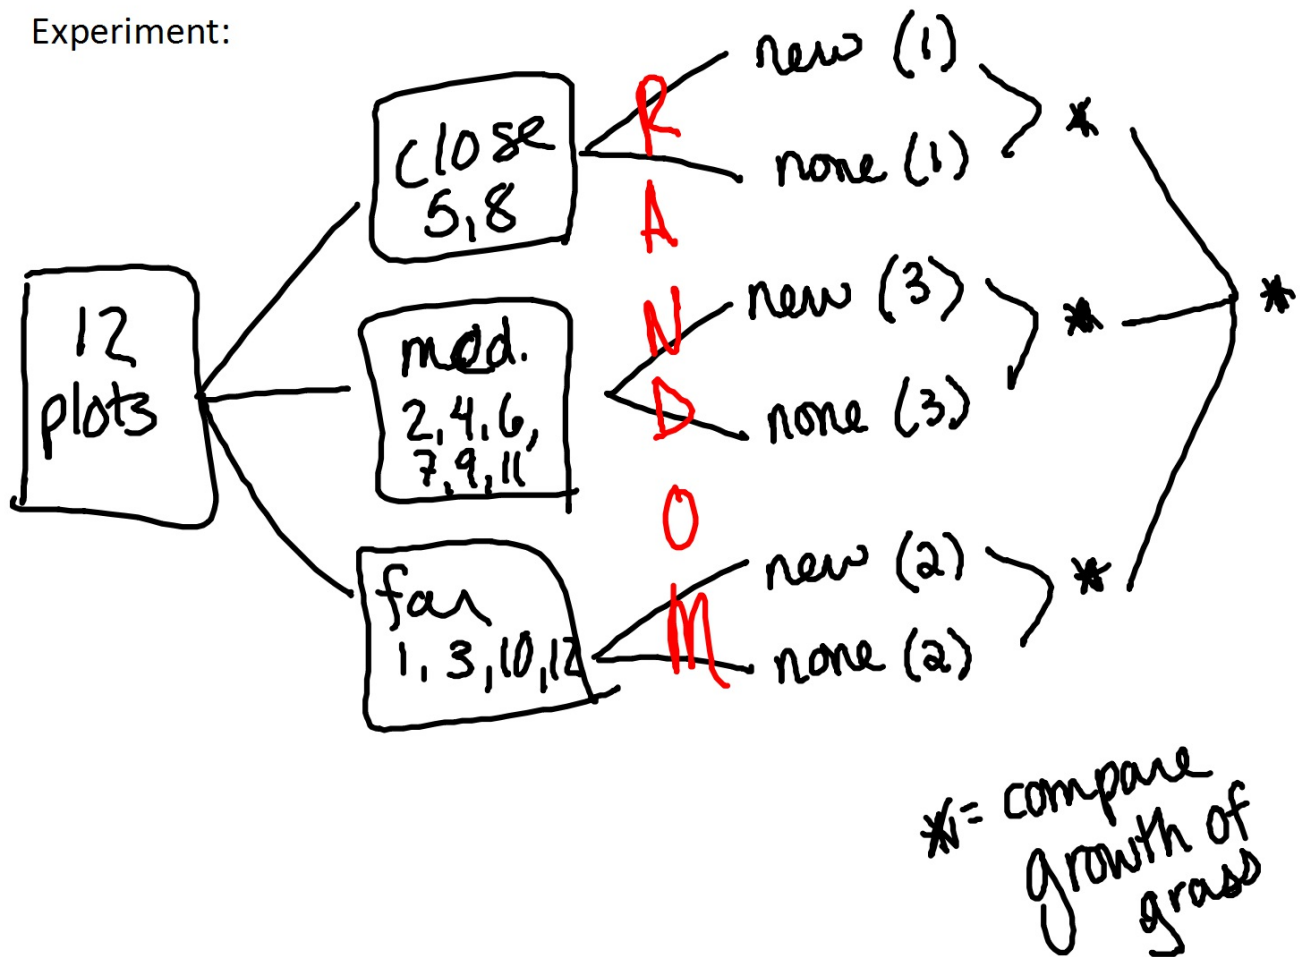 Experiment:
12
plots
close
5,8
mod.
2,4,6,
7,9,11
far
1,3,10,12
R
A
N
D
O
M
new (1)
none (1)
new (3)
none (3)
new (2)
none (2)
*
*
*
*
*= compare
growth of
grass